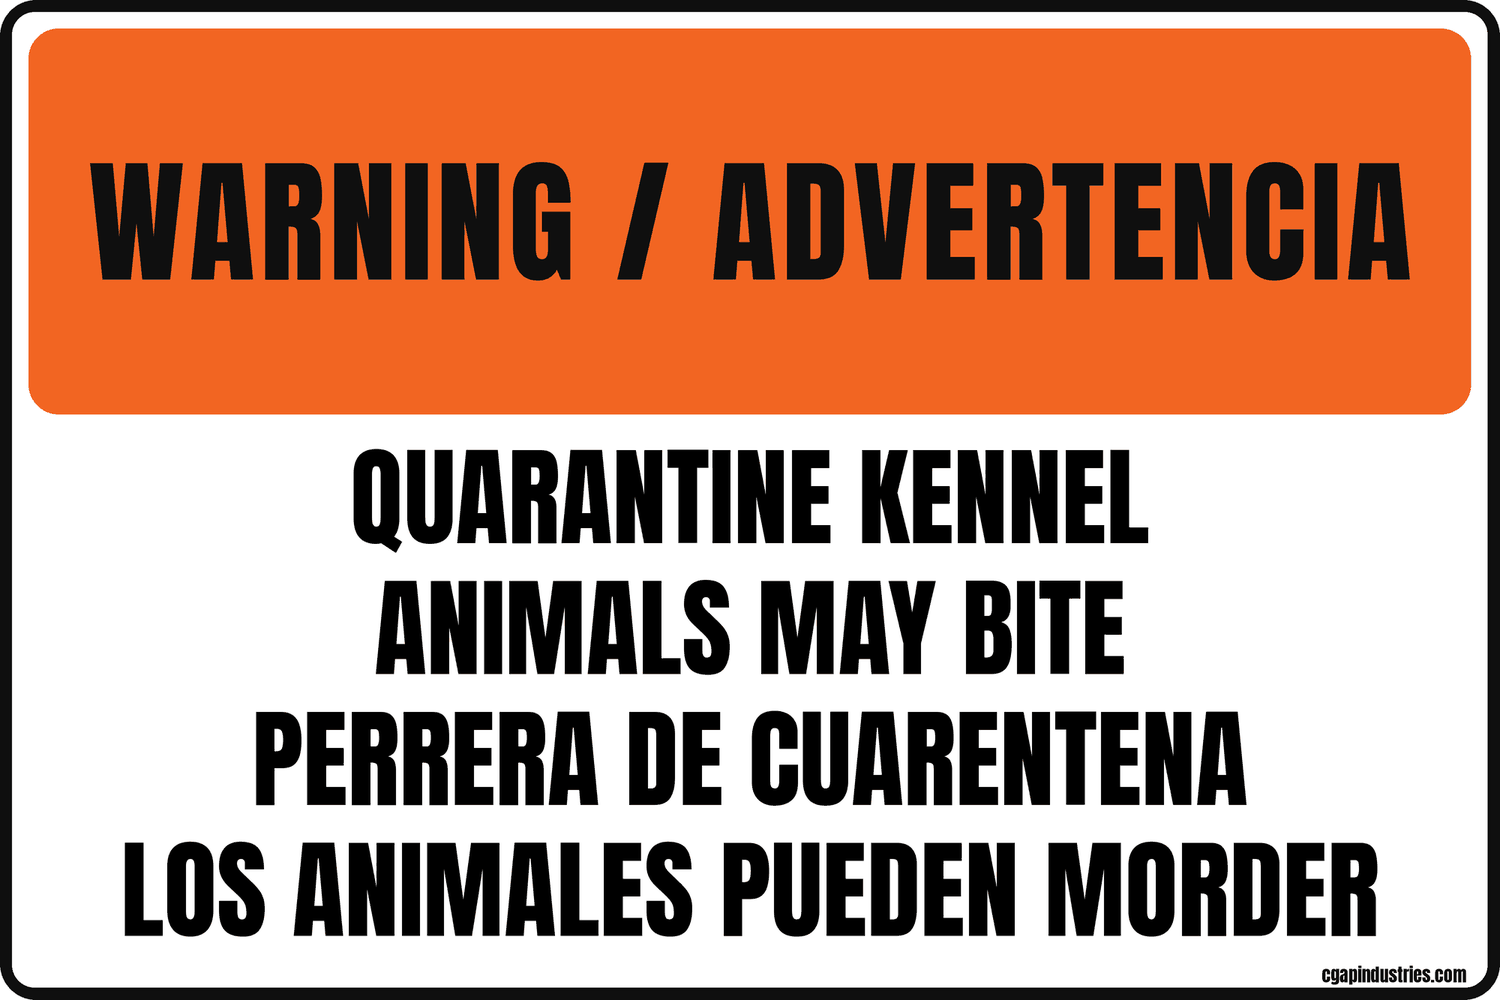 WARNING / ADVERTENCIA
QUARANTINE KENNEL
ANIMALS MAY BITE
PERRERA DE CUARENTENA
LOS ANIMALES PUEDEN MORDER
cgapindustries.com